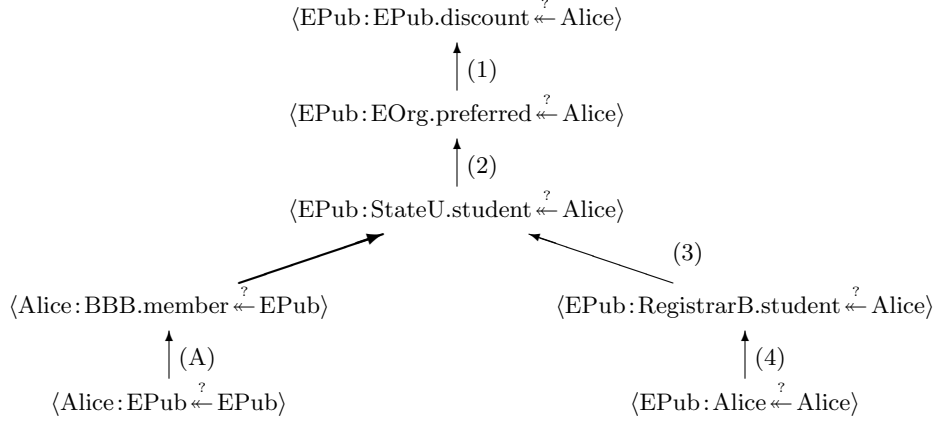 ⟨EPub:EPub.discount ↞? Alice⟩
(1)
⟨EPub:EOrg.preferred ↞? Alice⟩
(2)
⟨EPub:StateU.student ↞? Alice⟩
(3)
⟨Alice:BBB.member ↞? EPub⟩ ⟨EPub:RegistrarB.student ↞? Alice⟩
(A) (4)
⟨Alice:EPub ↞? EPub⟩ ⟨EPub:Alice ↞? Alice⟩